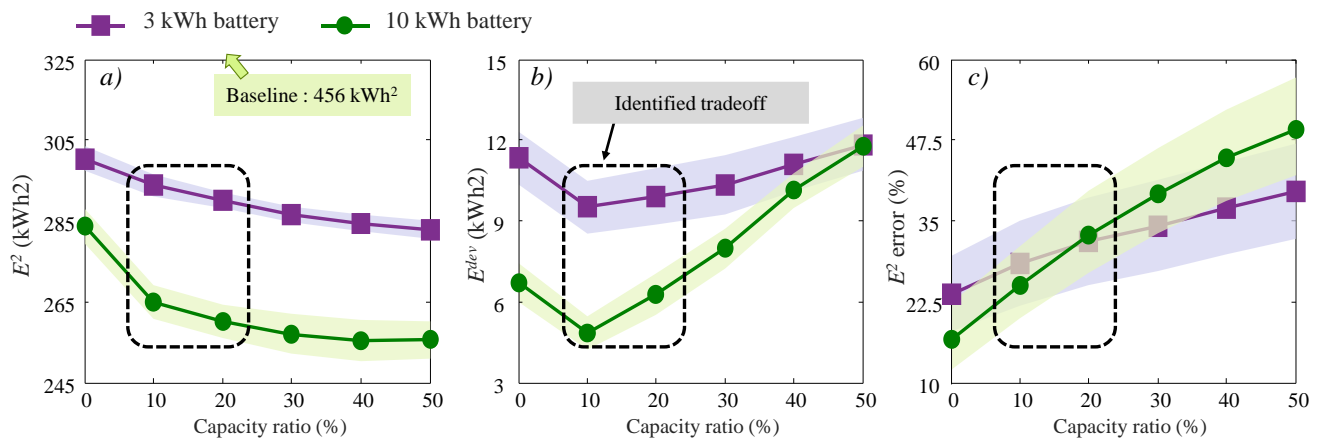 3 kWh battery
10 kWh battery
a)
Baseline : 456 kWh²
E² (kWh2)
325
305
285
265
245
0 10 20 30 40 50
Capacity ratio (%)
b)
Identified tradeoff
E^dev (kWh2)
15
12
9
6
3
0 10 20 30 40 50
Capacity ratio (%)
c)
E² error (%)
60
47.5
35
22.5
10
0 10 20 30 40 50
Capacity ratio (%)